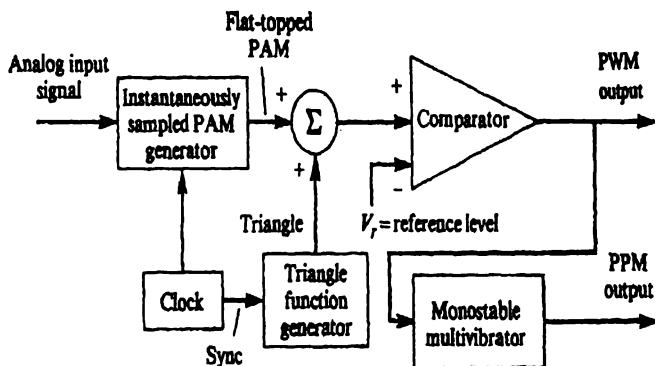 Flat-topped
PAM
Analog input
signal
Instantaneously
sampled PAM
generator
+
Σ
+
+
Comparator
−
PWM
output
Triangle
V_r = reference level
Clock
Sync
Triangle
function
generator
Monostable
multivibrator
PPM
output